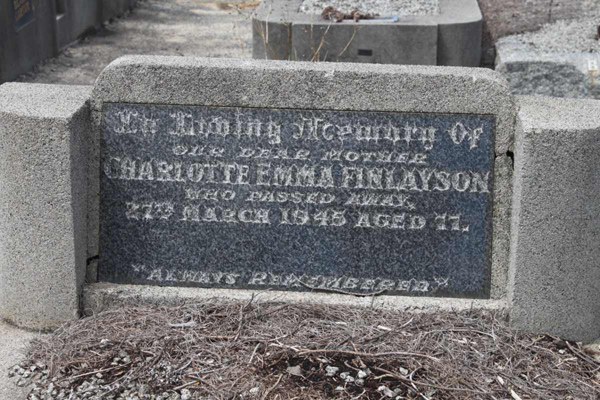 In Loving Memory Of
OUR DEAR MOTHER
CHARLOTTE EMMA FINLAYSON
WHO PASSED AWAY
27TH MARCH 1945 AGED 77.
"ALWAYS REMEMBERED"